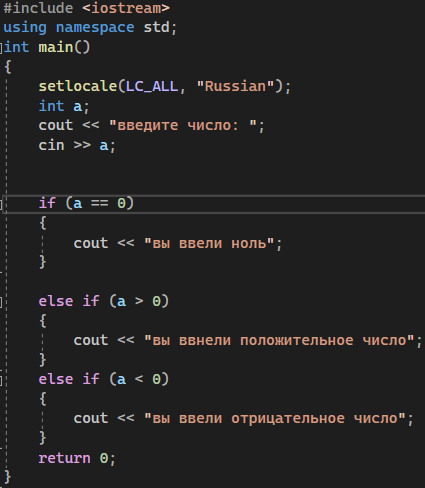 #include <iostream>
using namespace std;
int main()
{
    setlocale(LC_ALL, "Russian");
    int a;
    cout << "введите число: ";
    cin >> a;
    if (a == 0)
    {
        cout << "вы ввели ноль";
    }
    else if (a > 0)
    {
        cout << "вы ввнели положительное число";
    }
    else if (a < 0)
    {
        cout << "вы ввели отрицательное число";
    }
    return 0;
}